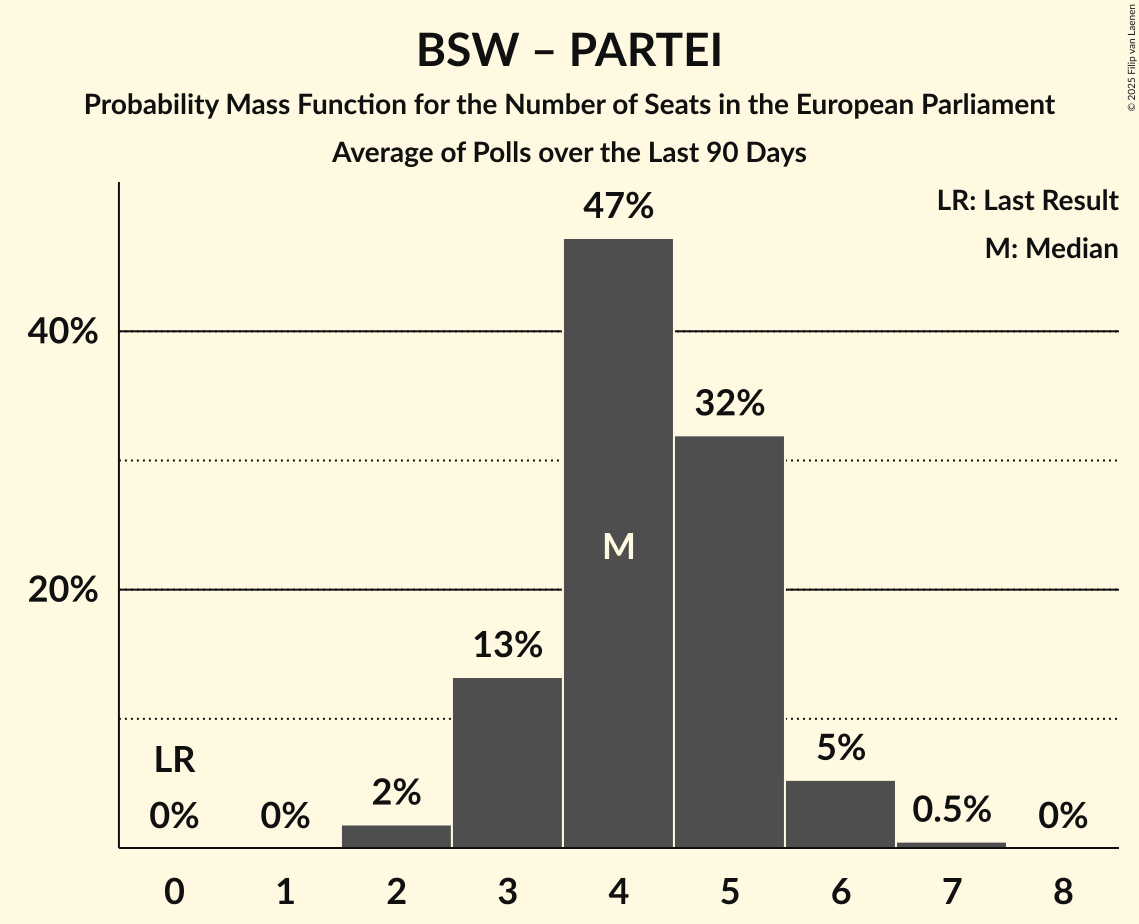 BSW – PARTEI
Probability Mass Function for the Number of Seats in the European Parliament
Average of Polls over the Last 90 Days
© 2025 Filip van Laenen
LR: Last Result
M: Median
47%
40%
32%
M
20%
13%
LR
5%
2%
0.5%
0%
0%
0%
0 1 2 3 4 5 6 7 8